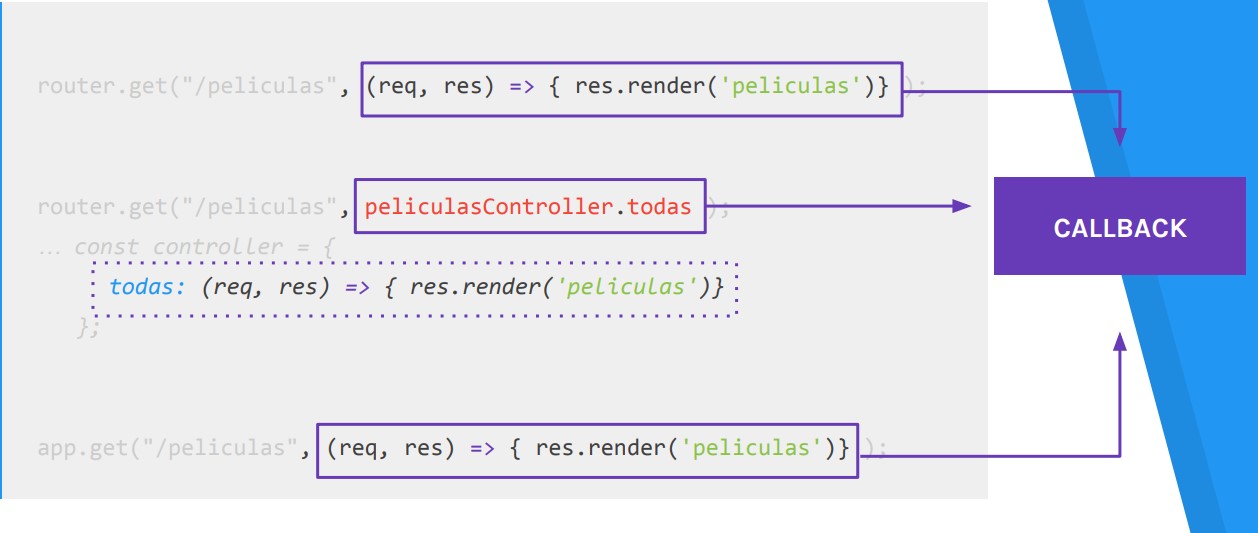 router.get("/peliculas", (req, res) => { res.render('peliculas')} );
router.get("/peliculas", peliculasController.todas );
... const controller = {
todas: (req, res) => { res.render('peliculas')}
};
app.get("/peliculas", (req, res) => { res.render('peliculas')} );
CALLBACK